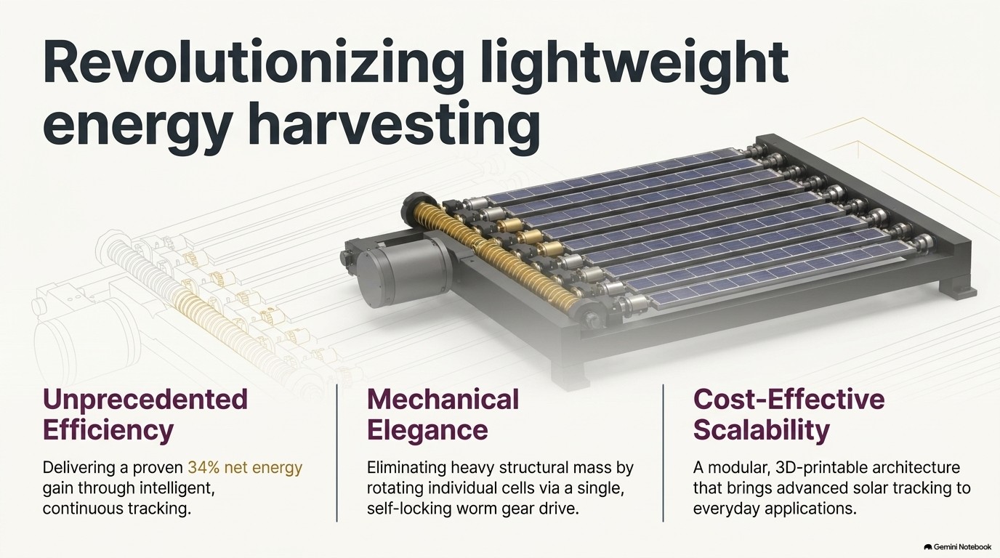 Revolutionizing lightweight
energy harvesting
Unprecedented
Efficiency
Delivering a proven 34% net energy
gain through intelligent,
continuous tracking.
Mechanical
Elegance
Eliminating heavy structural mass by
rotating individual cells via a single,
self-locking worm gear drive.
Cost-Effective
Scalability
A modular, 3D-printable architecture
that brings advanced solar tracking to
everyday applications.
Gemini Notebook